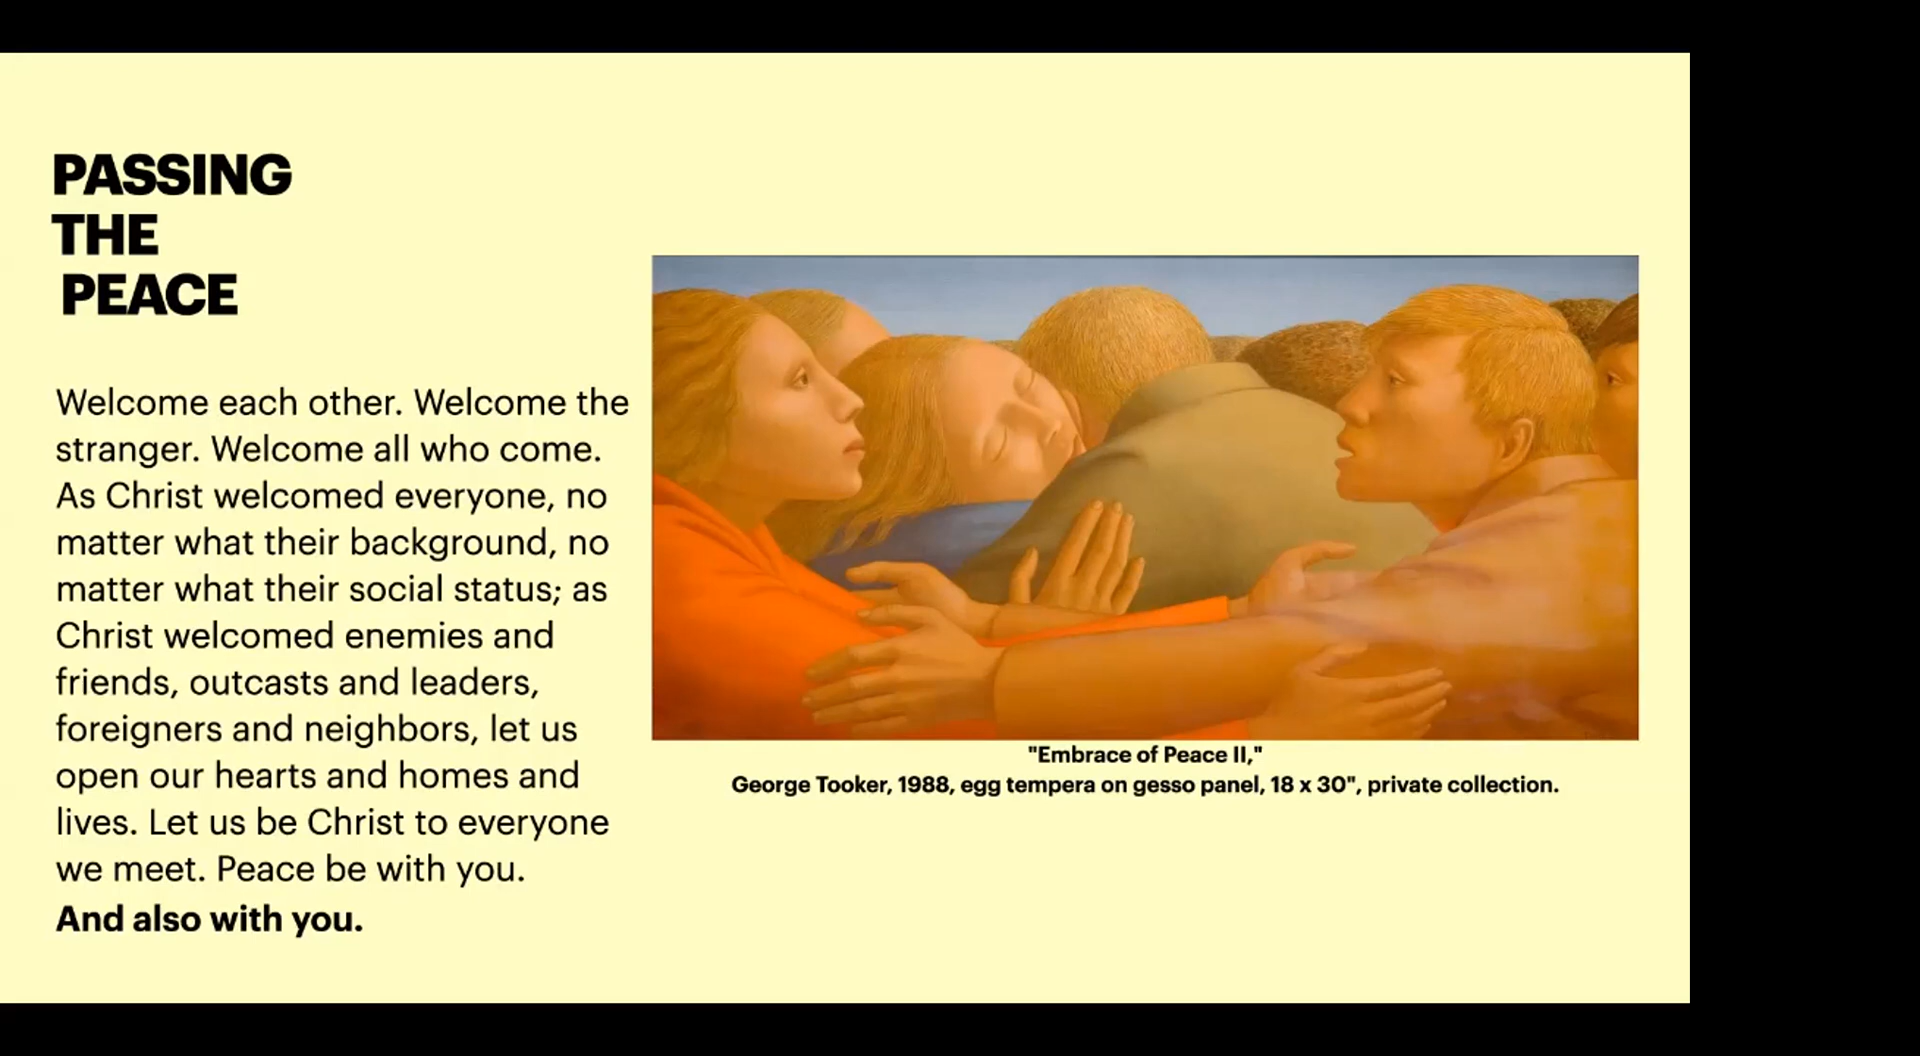 PASSING
THE
PEACE
Welcome each other. Welcome the
stranger. Welcome all who come.
As Christ welcomed everyone, no
matter what their background, no
matter what their social status; as
Christ welcomed enemies and
friends, outcasts and leaders,
foreigners and neighbors, let us
open our hearts and homes and
lives. Let us be Christ to everyone
we meet. Peace be with you.
And also with you.
"Embrace of Peace II,"
George Tooker, 1988, egg tempera on gesso panel, 18 x 30", private collection.